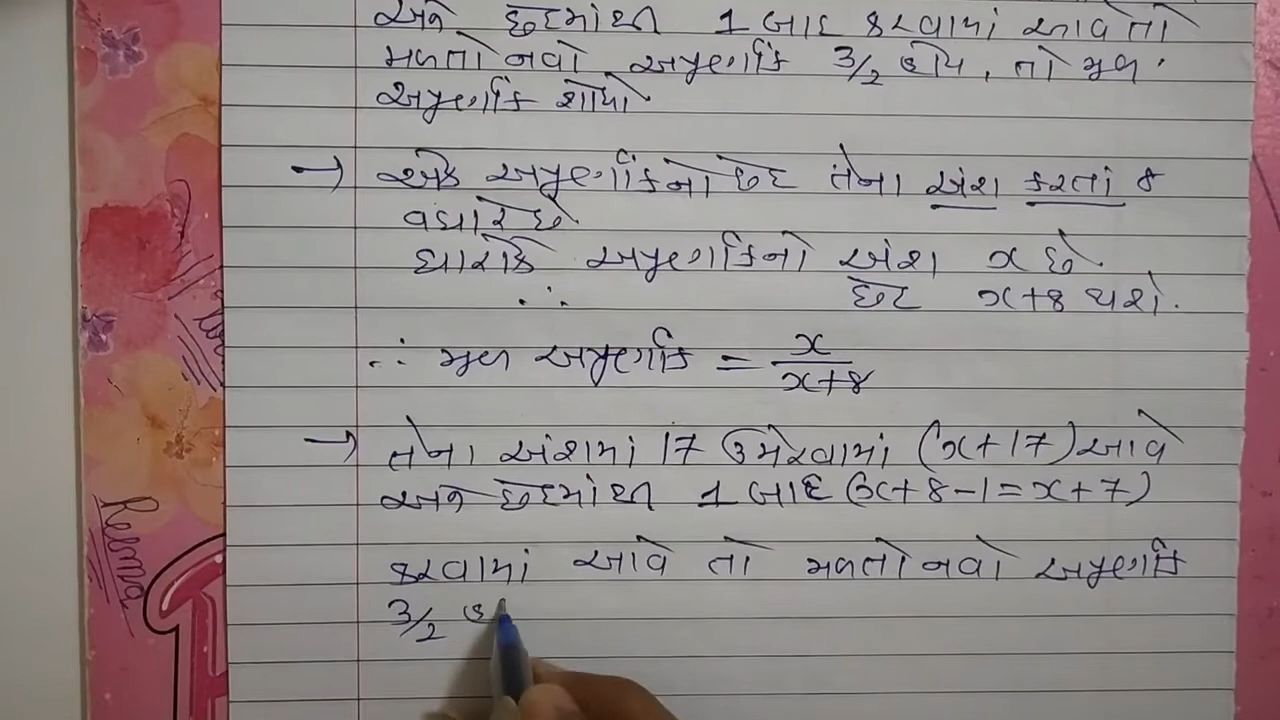 અને છેદમાંથી 1 બાદ કરવામાં આવે તો
મળતો નવો અપૂર્ણાંક 3/2 હોય, તો મૂળ
અપૂર્ણાંક શોધો.
→ એક અપૂર્ણાંકનો છેદ તેના અંશ કરતાં 8
વધારે છે.
ધારોકે અપૂર્ણાંકનો અંશ x છે.
∴ છેદ x+8 થશે.
∴ મૂળ અપૂર્ણાંક = x/x+8
→ તેના અંશમાં 17 ઉમેરવામાં (x+17) આવે
અને છેદમાંથી 1 બાદ (x+8-1=x+7)
કરવામાં આવે તો મળતો નવો અપૂર્ણાંક
3/2 હ
Reema